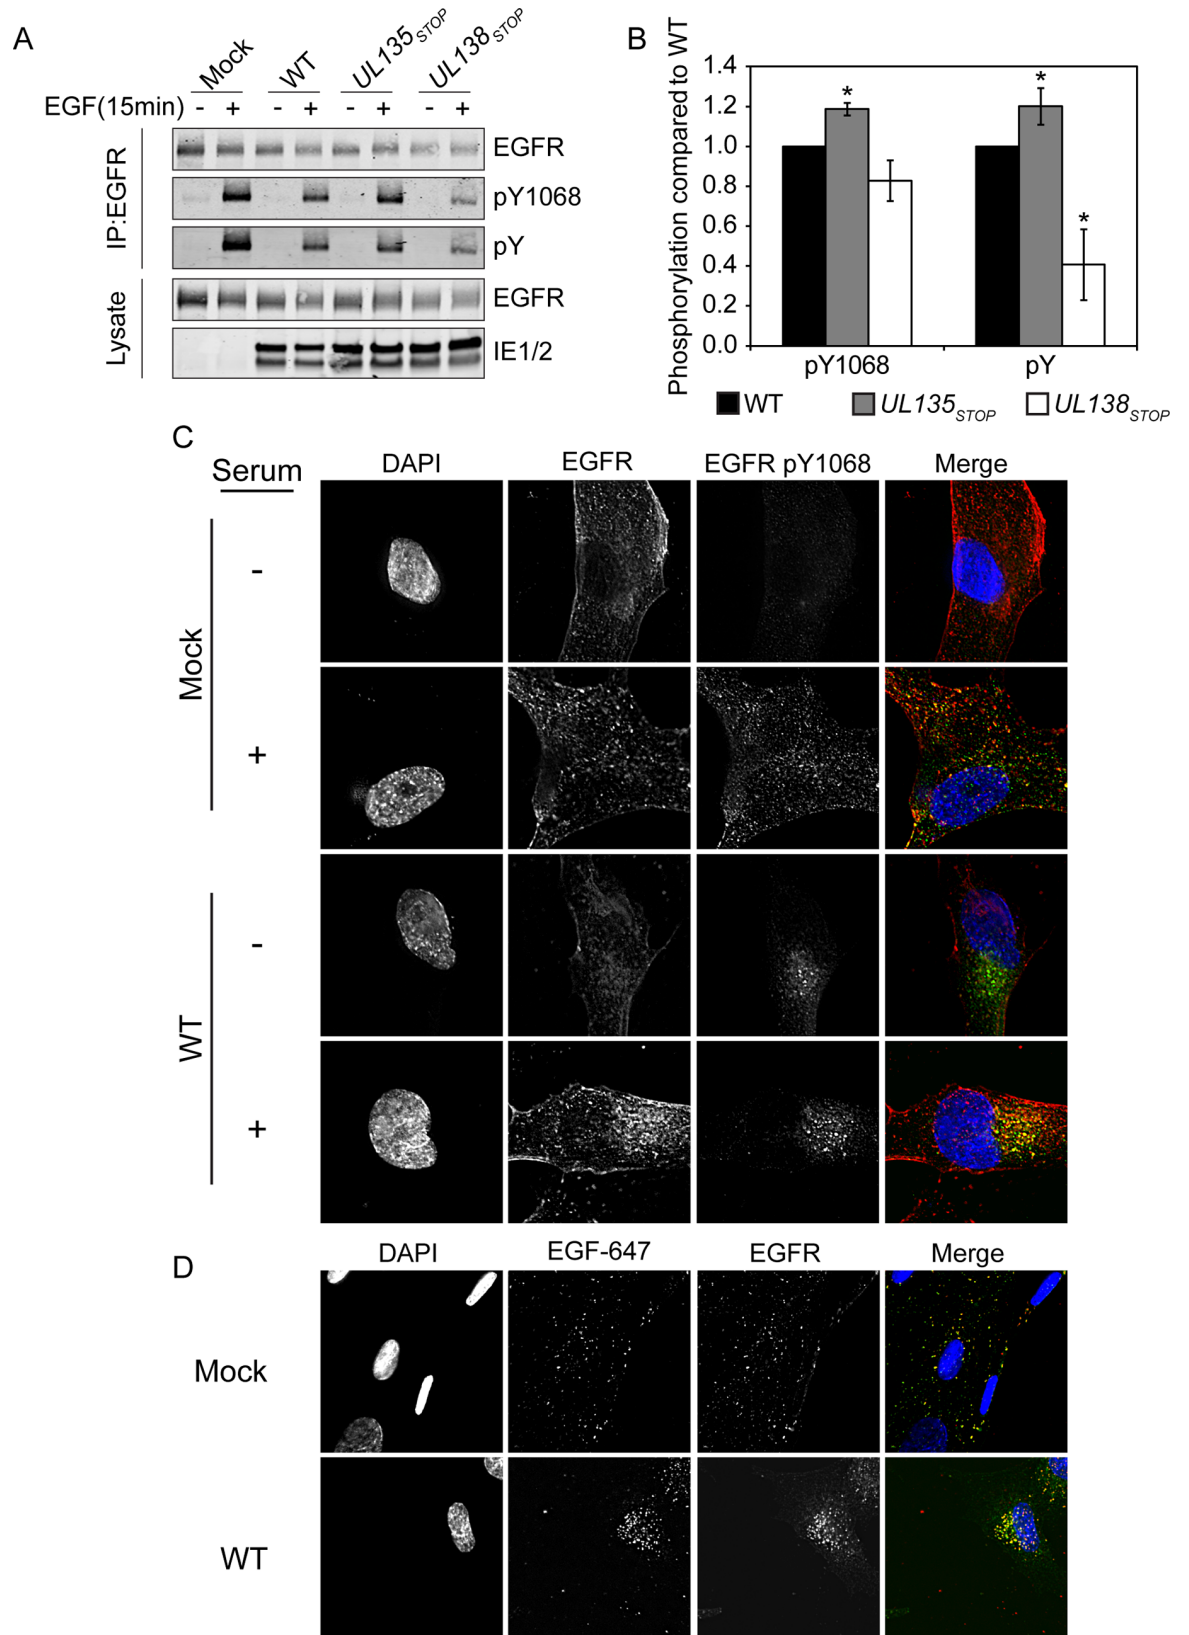 A
Mock WT UL135STOP UL138STOP
EGF(15min) - + - + - + - +
IP:EGFR
EGFR
pY1068
pY
Lysate
EGFR
IE1/2
B
Phosphorylation compared to WT
1.4
1.2
1.0
0.8
0.6
0.4
0.2
0.0
* * *
pY1068 pY
WT UL135STOP UL138STOP
C
Serum DAPI EGFR EGFR pY1068 Merge
Mock
-
+
WT
-
+
D
DAPI EGF-647 EGFR Merge
Mock
WT